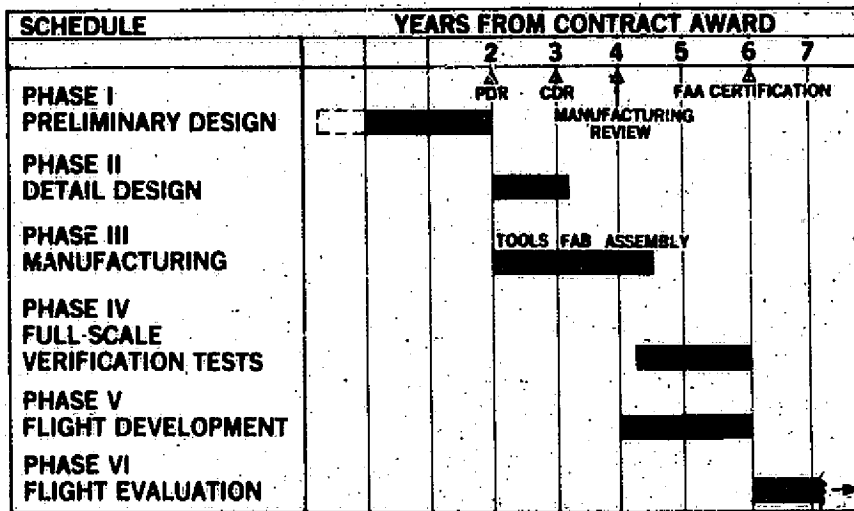 SCHEDULE
YEARS FROM CONTRACT AWARD
2 3 4 5 6 7
PDR CDR FAA CERTIFICATION
MANUFACTURING
REVIEW
PHASE I
PRELIMINARY DESIGN
PHASE II
DETAIL DESIGN
PHASE III
MANUFACTURING
TOOLS FAB ASSEMBLY
PHASE IV
FULL-SCALE
VERIFICATION TESTS
PHASE V
FLIGHT DEVELOPMENT
PHASE VI
FLIGHT EVALUATION